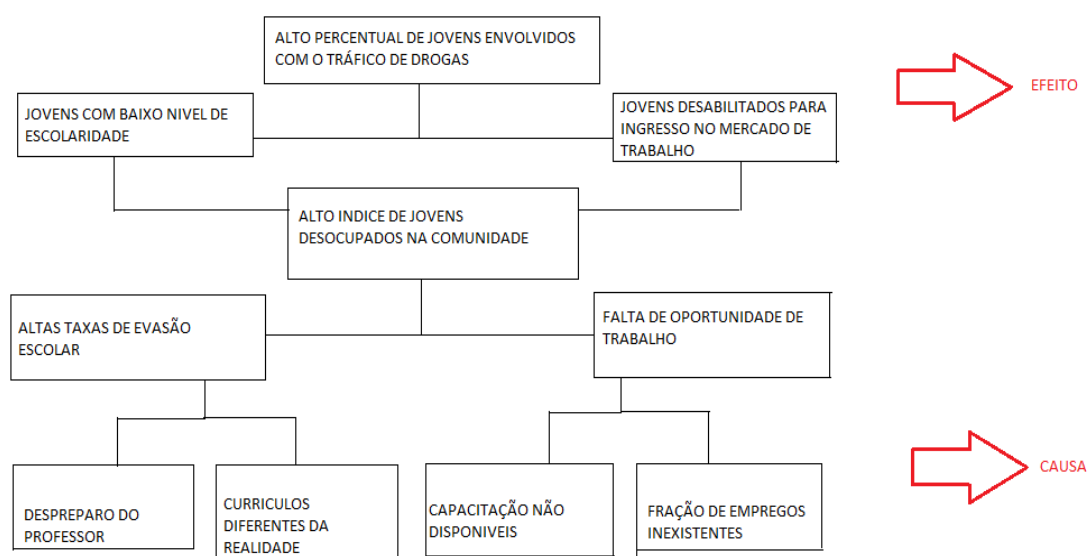 ALTO PERCENTUAL DE JOVENS ENVOLVIDOS
COM O TRÁFICO DE DROGAS
EFEITO
JOVENS COM BAIXO NIVEL DE
ESCOLARIDADE
JOVENS DESABILITADOS PARA
INGRESSO NO MERCADO DE
TRABALHO
ALTO INDICE DE JOVENS
DESOCUPADOS NA COMUNIDADE
ALTAS TAXAS DE EVASÃO
ESCOLAR
FALTA DE OPORTUNIDADE DE
TRABALHO
CAUSA
DESPREPARO DO
PROFESSOR
CURRICULOS
DIFERENTES DA
REALIDADE
CAPACITAÇÃO NÃO
DISPONIVEIS
FRAÇÃO DE EMPREGOS
INEXISTENTES